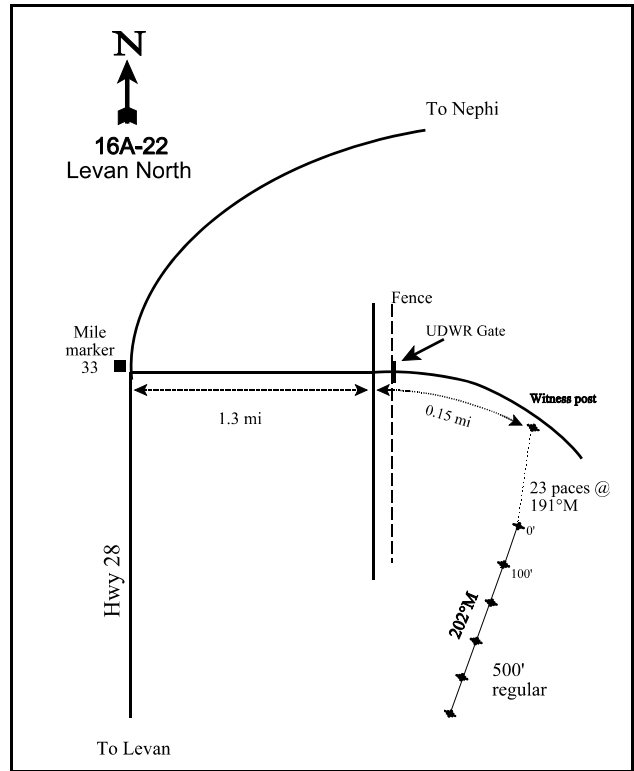 N
16A-22
Levan North
To Nephi
Fence
UDWR Gate
Mile
marker
33
1.3 mi
0.15 mi
Witness post
23 paces @
191°M
0'
100'
202°M
Hwy 28
500'
regular
To Levan